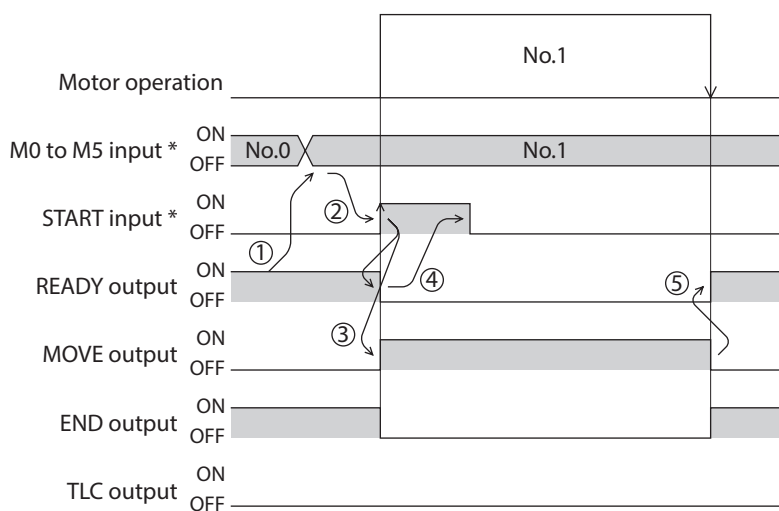 No.1
Motor operation
M0 to M5 input *
ON
OFF
No.0
No.1
START input *
ON
OFF
②
①
④
READY output
ON
OFF
⑤
③
MOVE output
ON
OFF
END output
ON
OFF
TLC output
ON
OFF